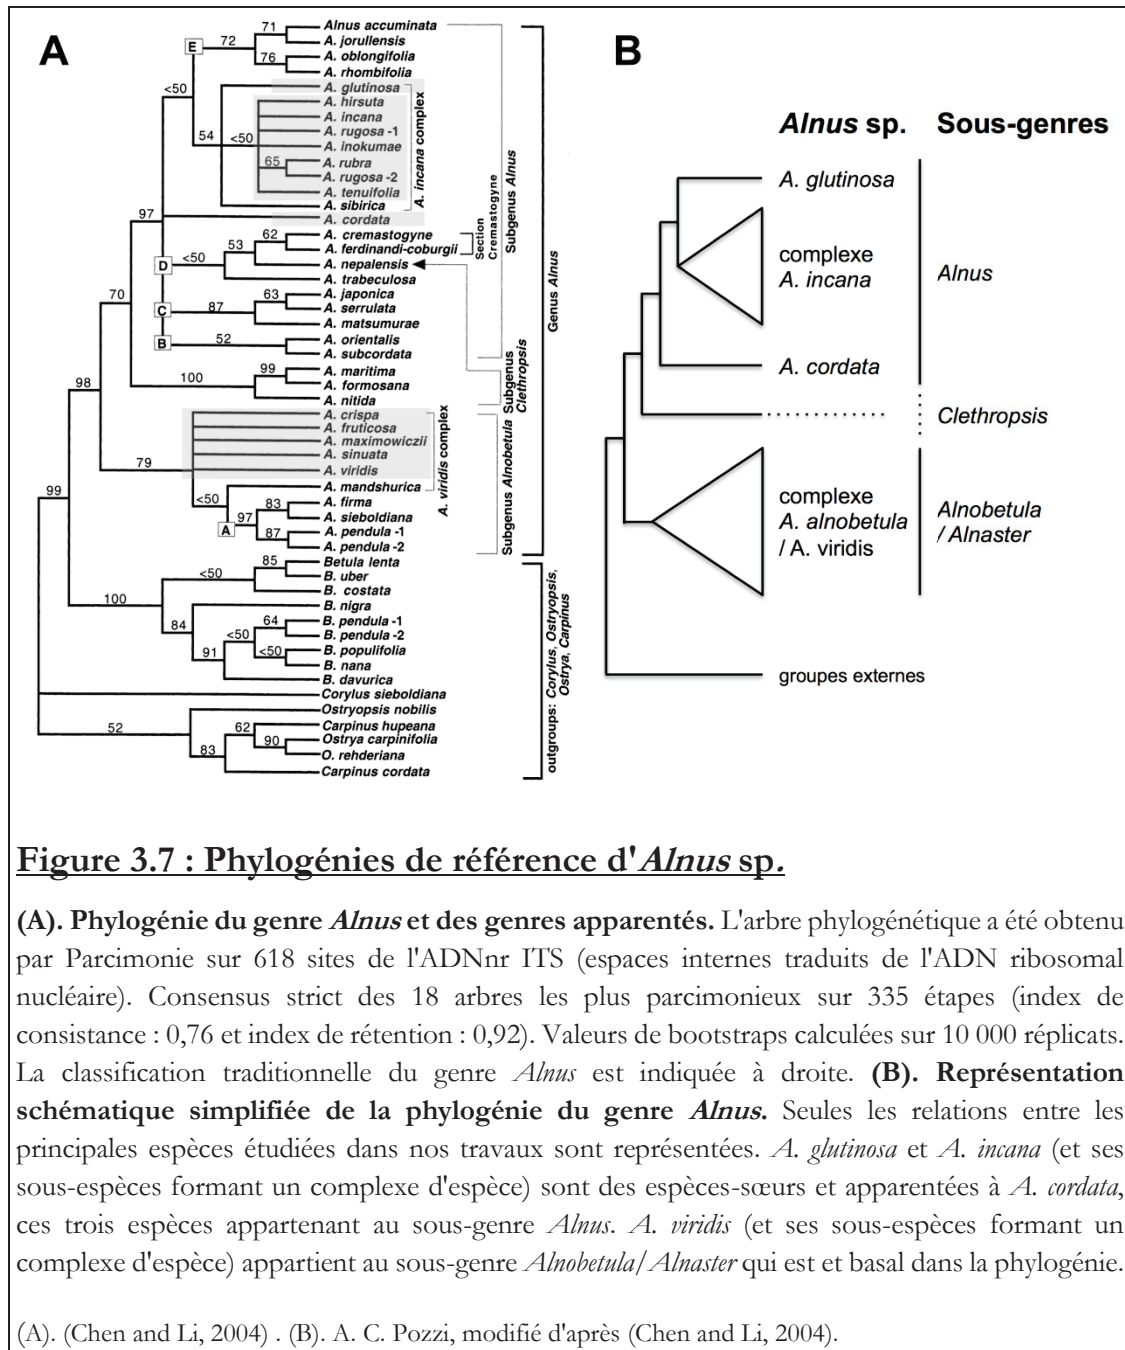 A
E
72
71
Alnus accuminata
A. jorullensis
76
A. oblongifolia
A. rhombifolia
<50
54
A. glutinosa
<50
A. hirsuta
A. incana
A. rugosa -1
A. inokumae
65
A. rubra
A. rugosa -2
A. tenuifolia
A. sibirica
A. incana complex
97
A. cordata
D
<50
53
62
A. cremastogyne
A. ferdinandi-coburgii
A. nepalensis
A. trabeculosa
Section
Cremastogyne
Subgenus Alnus
70
C
87
63
A. japonica
A. serrulata
A. matsumurae
B
52
A. orientalis
A. subcordata
98
100
99
A. maritima
A. formosana
A. nitida
Subgenus
Clethropsis
Genus Alnus
79
A. crispa
A. fruticosa
A. maximowiczii
A. sinuata
A. viridis
<50
A. mandshurica
A. viridis complex
A
97
83
A. firma
A. sieboldiana
87
A. pendula -1
A. pendula -2
Subgenus Alnobetula
99
100
<50
85
Betula lenta
B. uber
B. costata
84
B. nigra
91
<50
64
B. pendula -1
B. pendula -2
<50
B. populifolia
B. nana
B. davurica
Corylus sieboldiana
52
Ostryopsis nobilis
83
62
Carpinus hupeana
90
Ostrya carpinifolia
O. rehderiana
Carpinus cordata
outgroups: Corylus, Ostryopsis,
Ostrya, Carpinus
B
Alnus sp. Sous-genres
A. glutinosa
complexe
A. incana
Alnus
A. cordata
Clethropsis
complexe
A. alnobetula
/ A. viridis
Alnobetula
/ Alnaster
groupes externes
Figure 3.7 : Phylogénies de référence d'Alnus sp.
(A). Phylogénie du genre Alnus et des genres apparentés. L'arbre phylogénétique a été obtenu
par Parcimonie sur 618 sites de l'ADNnr ITS (espaces internes traduits de l'ADN ribosomal
nucléaire). Consensus strict des 18 arbres les plus parcimonieux sur 335 étapes (index de
consistance : 0,76 et index de rétention : 0,92). Valeurs de bootstraps calculées sur 10 000 réplicats.
La classification traditionnelle du genre Alnus est indiquée à droite. (B). Représentation
schématique simplifiée de la phylogénie du genre Alnus. Seules les relations entre les
principales espèces étudiées dans nos travaux sont représentées. A. glutinosa et A. incana (et ses
sous-espèces formant un complexe d'espèce) sont des espèces-sœurs et apparentées à A. cordata,
ces trois espèces appartenant au sous-genre Alnus. A. viridis (et ses sous-espèces formant un
complexe d'espèce) appartient au sous-genre Alnobetula/Alnaster qui est et basal dans la phylogénie.
(A). (Chen and Li, 2004) . (B). A. C. Pozzi, modifié d'après (Chen and Li, 2004).